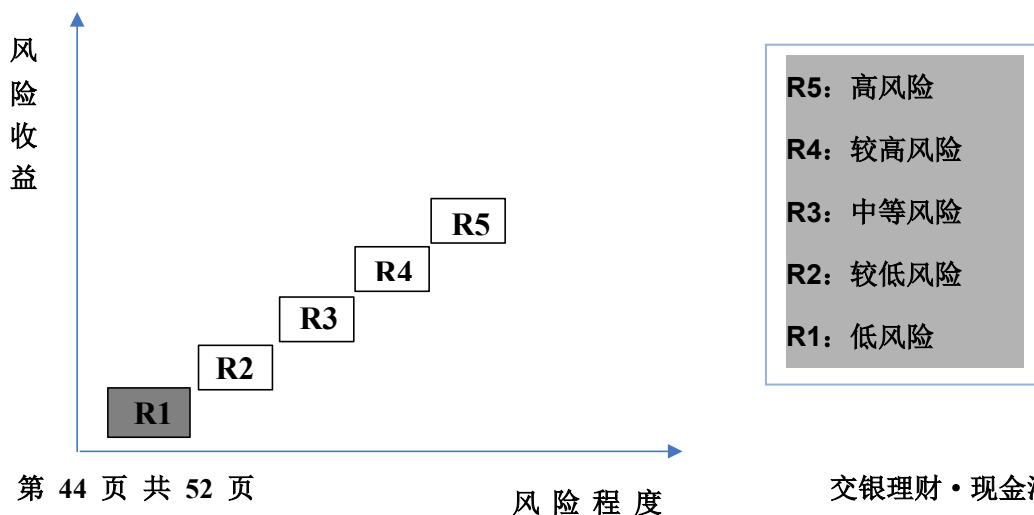 风
险
收
益
R5
R4
R3
R2
R1
R5：高风险
R4：较高风险
R3：中等风险
R2：较低风险
R1：低风险
第 44 页 共 52 页
风 险 程 度
交银理财·现金